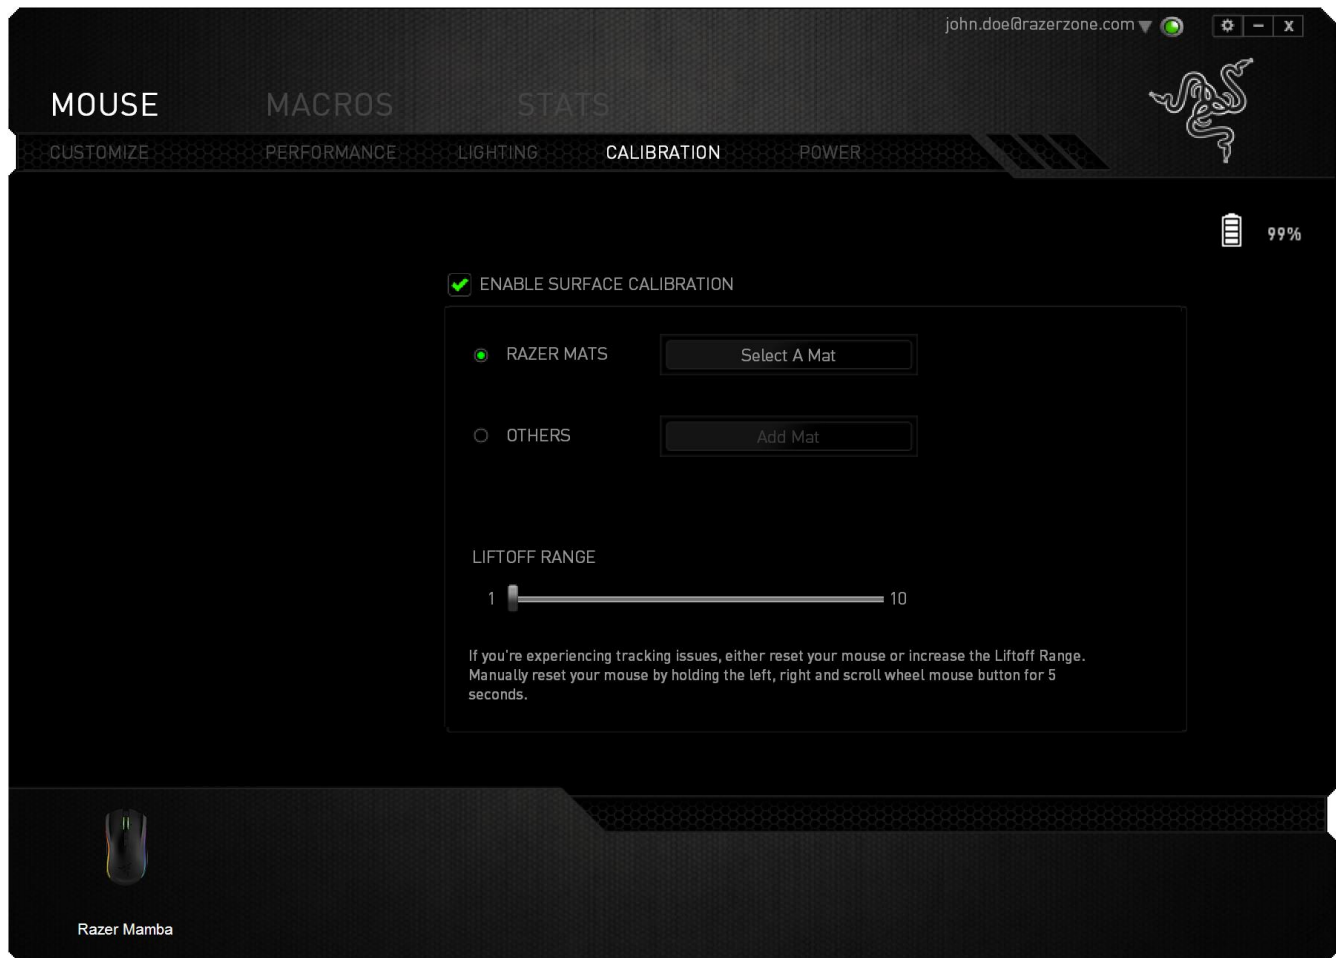 john.doe@razerzone.com
MOUSE MACROS STATS
CUSTOMIZE PERFORMANCE LIGHTING CALIBRATION POWER
99%
ENABLE SURFACE CALIBRATION
RAZER MATS Select A Mat
OTHERS Add Mat
LIFTOFF RANGE
1 10
If you're experiencing tracking issues, either reset your mouse or increase the Liftoff Range.
Manually reset your mouse by holding the left, right and scroll wheel mouse button for 5
seconds.
Razer Mamba